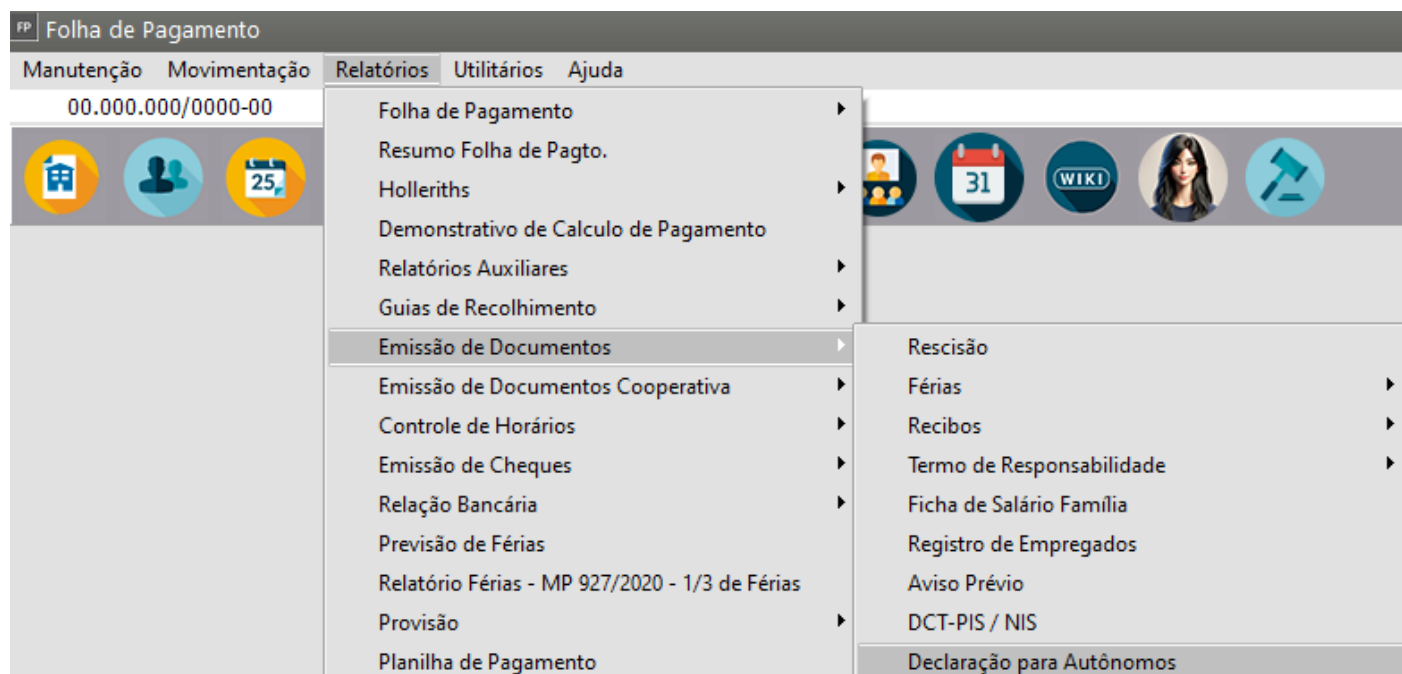 FP Folha de Pagamento
Manutenção Movimentação Relatórios Utilitários Ajuda
00.000.000/0000-00
25
31
WIKI
Folha de Pagamento
Resumo Folha de Pagto.
Holleriths
Demonstrativo de Calculo de Pagamento
Relatórios Auxiliares
Guias de Recolhimento
Emissão de Documentos
Emissão de Documentos Cooperativa
Controle de Horários
Emissão de Cheques
Relação Bancária
Previsão de Férias
Relatório Férias - MP 927/2020 - 1/3 de Férias
Provisão
Planilha de Pagamento
Rescisão
Férias
Recibos
Termo de Responsabilidade
Ficha de Salário Família
Registro de Empregados
Aviso Prévio
DCT-PIS / NIS
Declaração para Autônomos